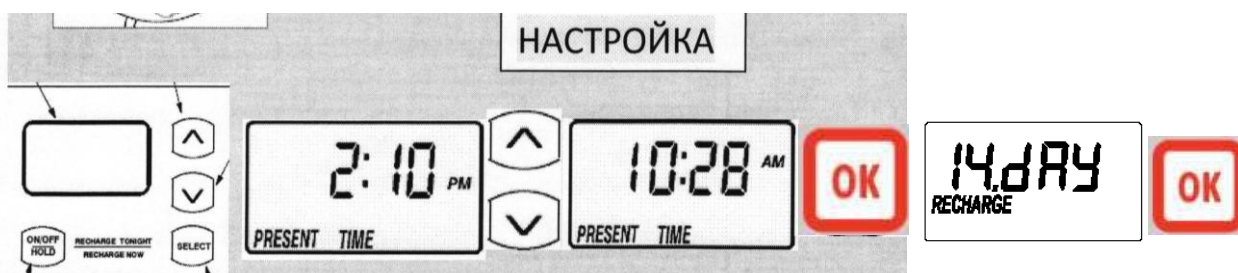 НАСТРОЙКА
2:10 PM
PRESENT TIME
10:28 AM
PRESENT TIME
OK
14.dAY
RECHARGE
OK
ON/OFF
HOLD
RECHARGE TONIGHT
RECHARGE NOW
SELECT